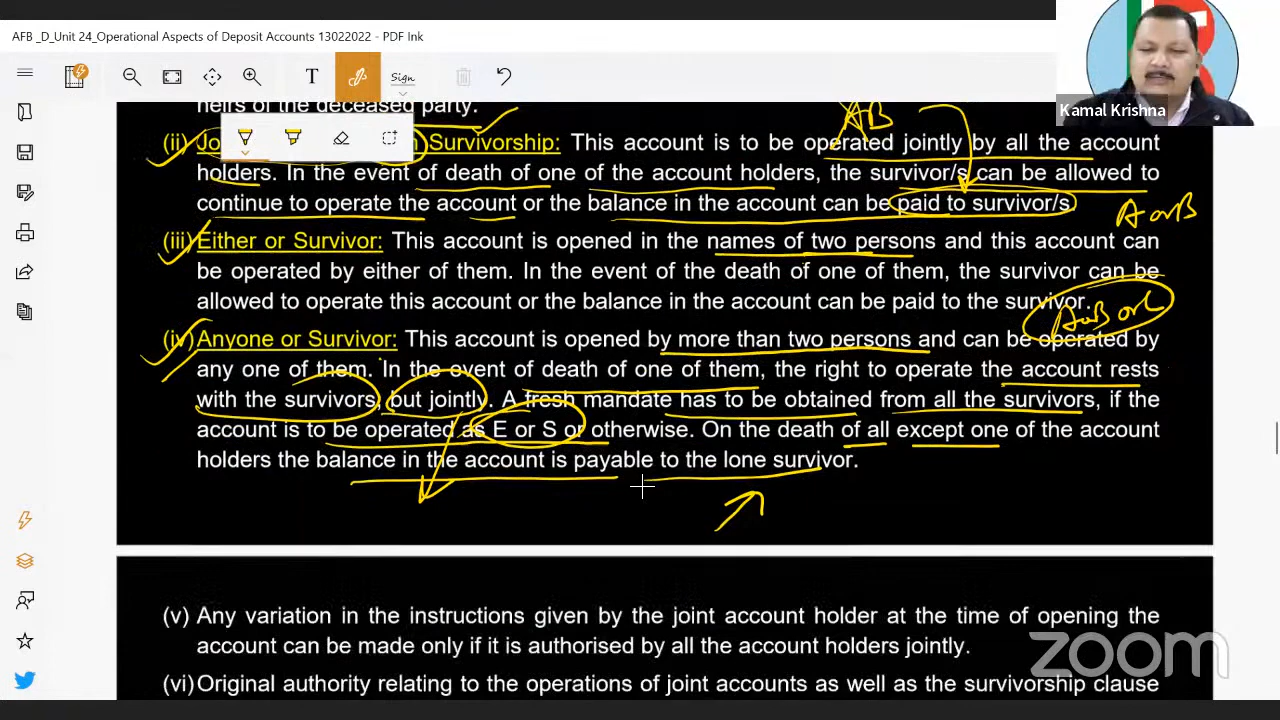 AFB _D_Unit 24_Operational Aspects of Deposit Accounts 13022022 - PDF Ink
T
Sign
Kamal Krishna
heirs of the deceased party.
AB
(ii) Survivorship: This account is to be operated jointly by all the account
holders. In the event of death of one of the account holders, the survivor/s can be allowed to
continue to operate the account or the balance in the account can be paid to survivor/s.
A or B
(iii) Either or Survivor: This account is opened in the names of two persons and this account can
be operated by either of them. In the event of the death of one of them, the survivor can be
allowed to operate this account or the balance in the account can be paid to the survivor.
A or B or C
(iv) Anyone or Survivor: This account is opened by more than two persons and can be operated by
any one of them. In the event of death of one of them, the right to operate the account rests
with the survivors, but jointly. A fresh mandate has to be obtained from all the survivors, if the
account is to be operated as E or S or otherwise. On the death of all except one of the account
holders the balance in the account is payable to the lone survivor.
(v) Any variation in the instructions given by the joint account holder at the time of opening the
account can be made only if it is authorised by all the account holders jointly.
zoom
(vi) Original authority relating to the operations of joint accounts as well as the survivorship clause